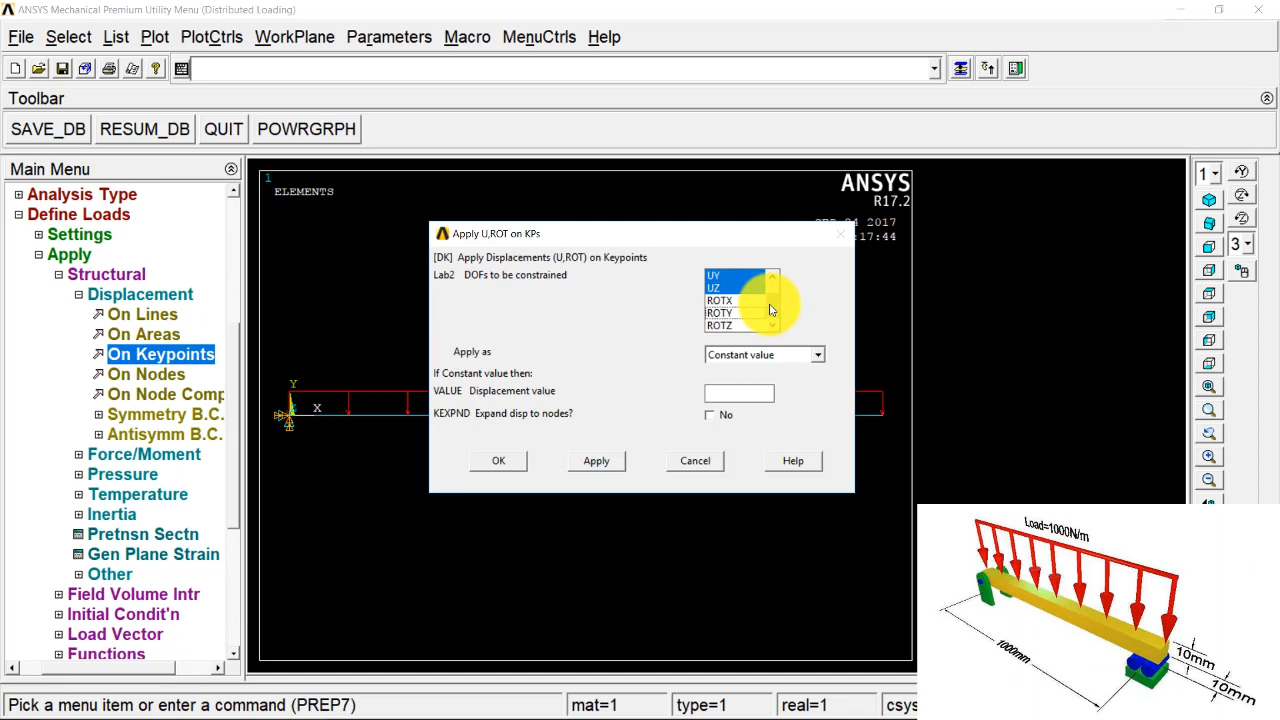 ANSYS Mechanical Premium Utility Menu (Distributed Loading)
File Select List Plot PlotCtrls WorkPlane Parameters Macro MenuCtrls Help
Toolbar
SAVE_DB RESUM_DB QUIT POWRGRPH
Main Menu
Analysis Type
Define Loads
Settings
Apply
Structural
Displacement
On Lines
On Areas
On Keypoints
On Nodes
On Node Comp
Symmetry B.C.
Antisymm B.C.
Force/Moment
Pressure
Temperature
Inertia
Pretnsn Sectn
Gen Plane Strain
Other
Field Volume Intr
Initial Condit'n
Load Vector
Functions
1
ELEMENTS
ANSYS
R17.2
2017
:17:44
Y
X
Apply U,ROT on KPs
[DK] Apply Displacements (U,ROT) on Keypoints
Lab2 DOFs to be constrained
UY
UZ
ROTX
ROTY
ROTZ
Apply as
Constant value
If Constant value then:
VALUE Displacement value
KEXPND Expand disp to nodes?
No
OK Apply Cancel Help
1
3
Load=1000N/m
1000mm
10mm
10mm
Pick a menu item or enter a command (PREP7)
mat=1
type=1
real=1
csys